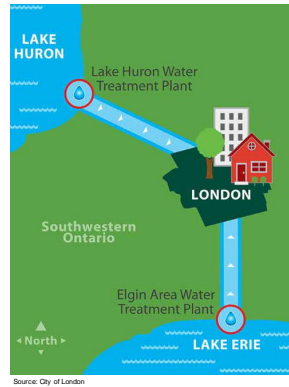 LAKE
HURON
Lake Huron Water
Treatment Plant
LONDON
Southwestern
Ontario
Elgin Area Water
Treatment Plant
North
LAKE ERIE
Source: City of London